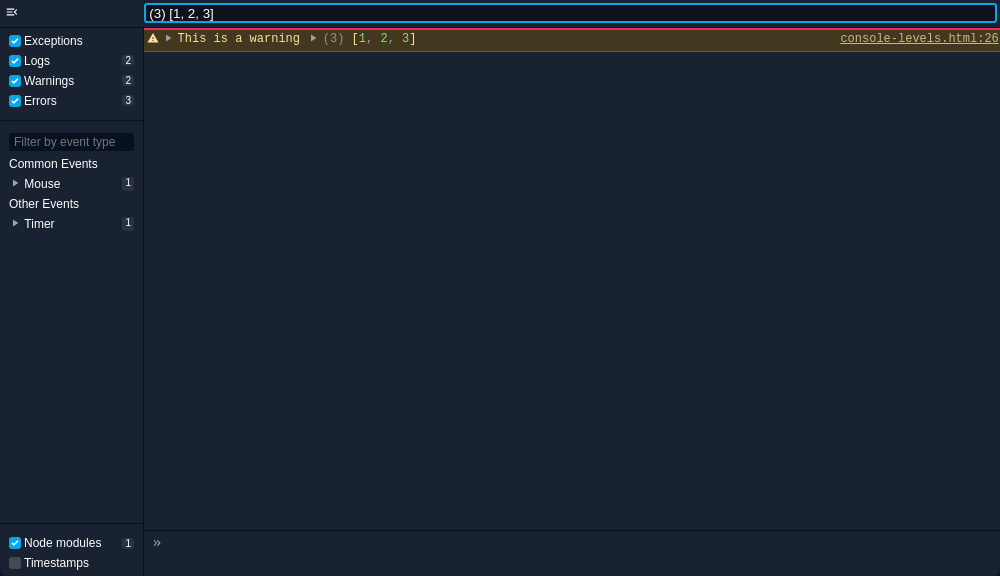 (3) [1, 2, 3]
Exceptions
Logs 2
Warnings 2
Errors 3
Filter by event type
Common Events
Mouse 1
Other Events
Timer 1
Node modules 1
Timestamps
This is a warning (3) [1, 2, 3] console-levels.html:26
»